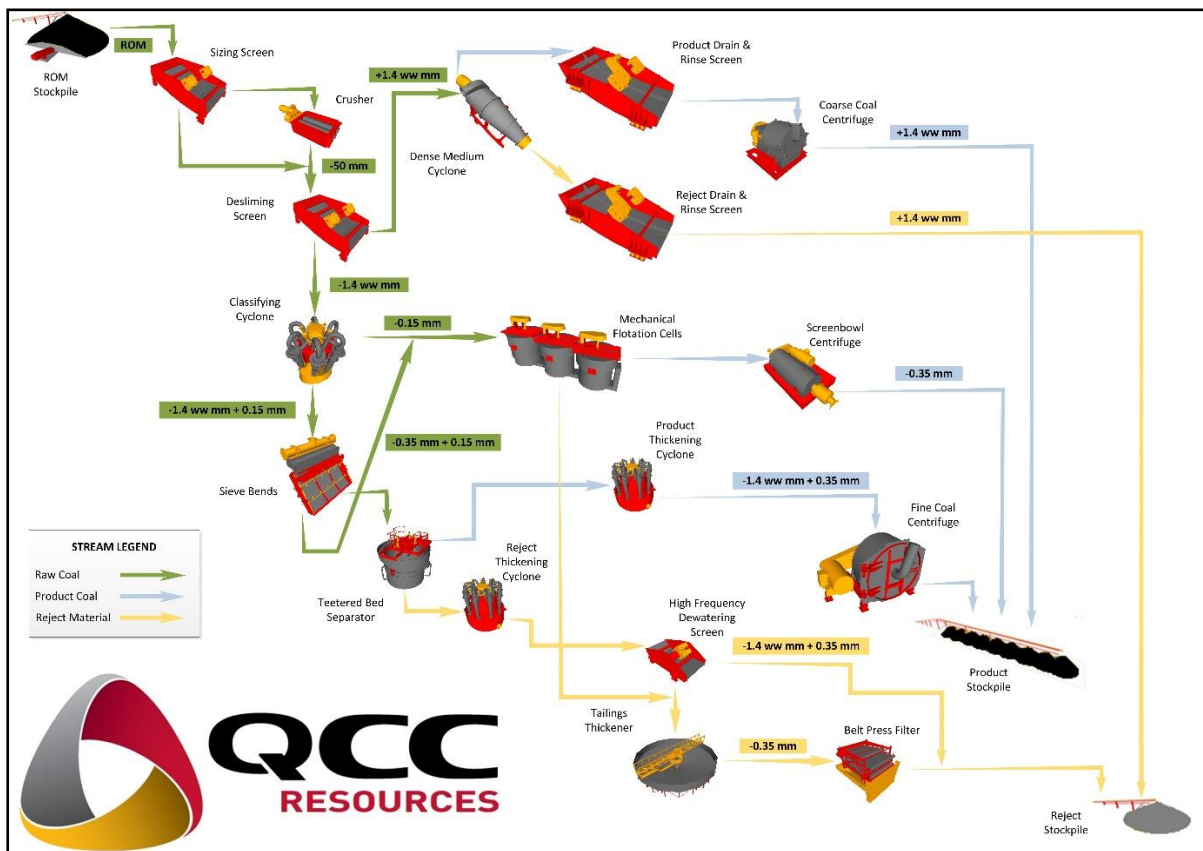 ROM
Stockpile
ROM
Sizing Screen
Crusher
-50 mm
Desliming
Screen
+1.4 ww mm
Dense Medium
Cyclone
Product Drain &
Rinse Screen
Coarse Coal
Centrifuge
+1.4 ww mm
Reject Drain &
Rinse Screen
+1.4 ww mm
-1.4 ww mm
Classifying
Cyclone
-0.15 mm
Mechanical
Flotation Cells
Screenbowl
Centrifuge
-0.35 mm
-1.4 ww mm + 0.15 mm
-0.35 mm + 0.15 mm
Sieve Bends
Product
Thickening
Cyclone
-1.4 ww mm + 0.35 mm
Fine Coal
Centrifuge
STREAM LEGEND
Raw Coal
Product Coal
Reject Material
Teetered Bed
Separator
Reject
Thickening
Cyclone
High Frequency
Dewatering
Screen
-1.4 ww mm + 0.35 mm
Product
Stockpile
Tailings
Thickener
-0.35 mm
Belt Press Filter
Reject
Stockpile
QCC
RESOURCES